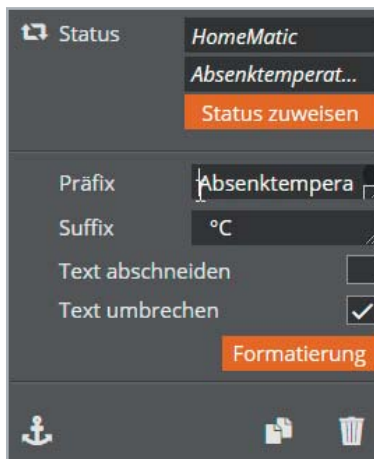 Status HomeMatic
Absenktemperat...
Status zuweisen
Präfix Absenktempera
Suffix °C
Text abschneiden
Text umbrechen
Formatierung